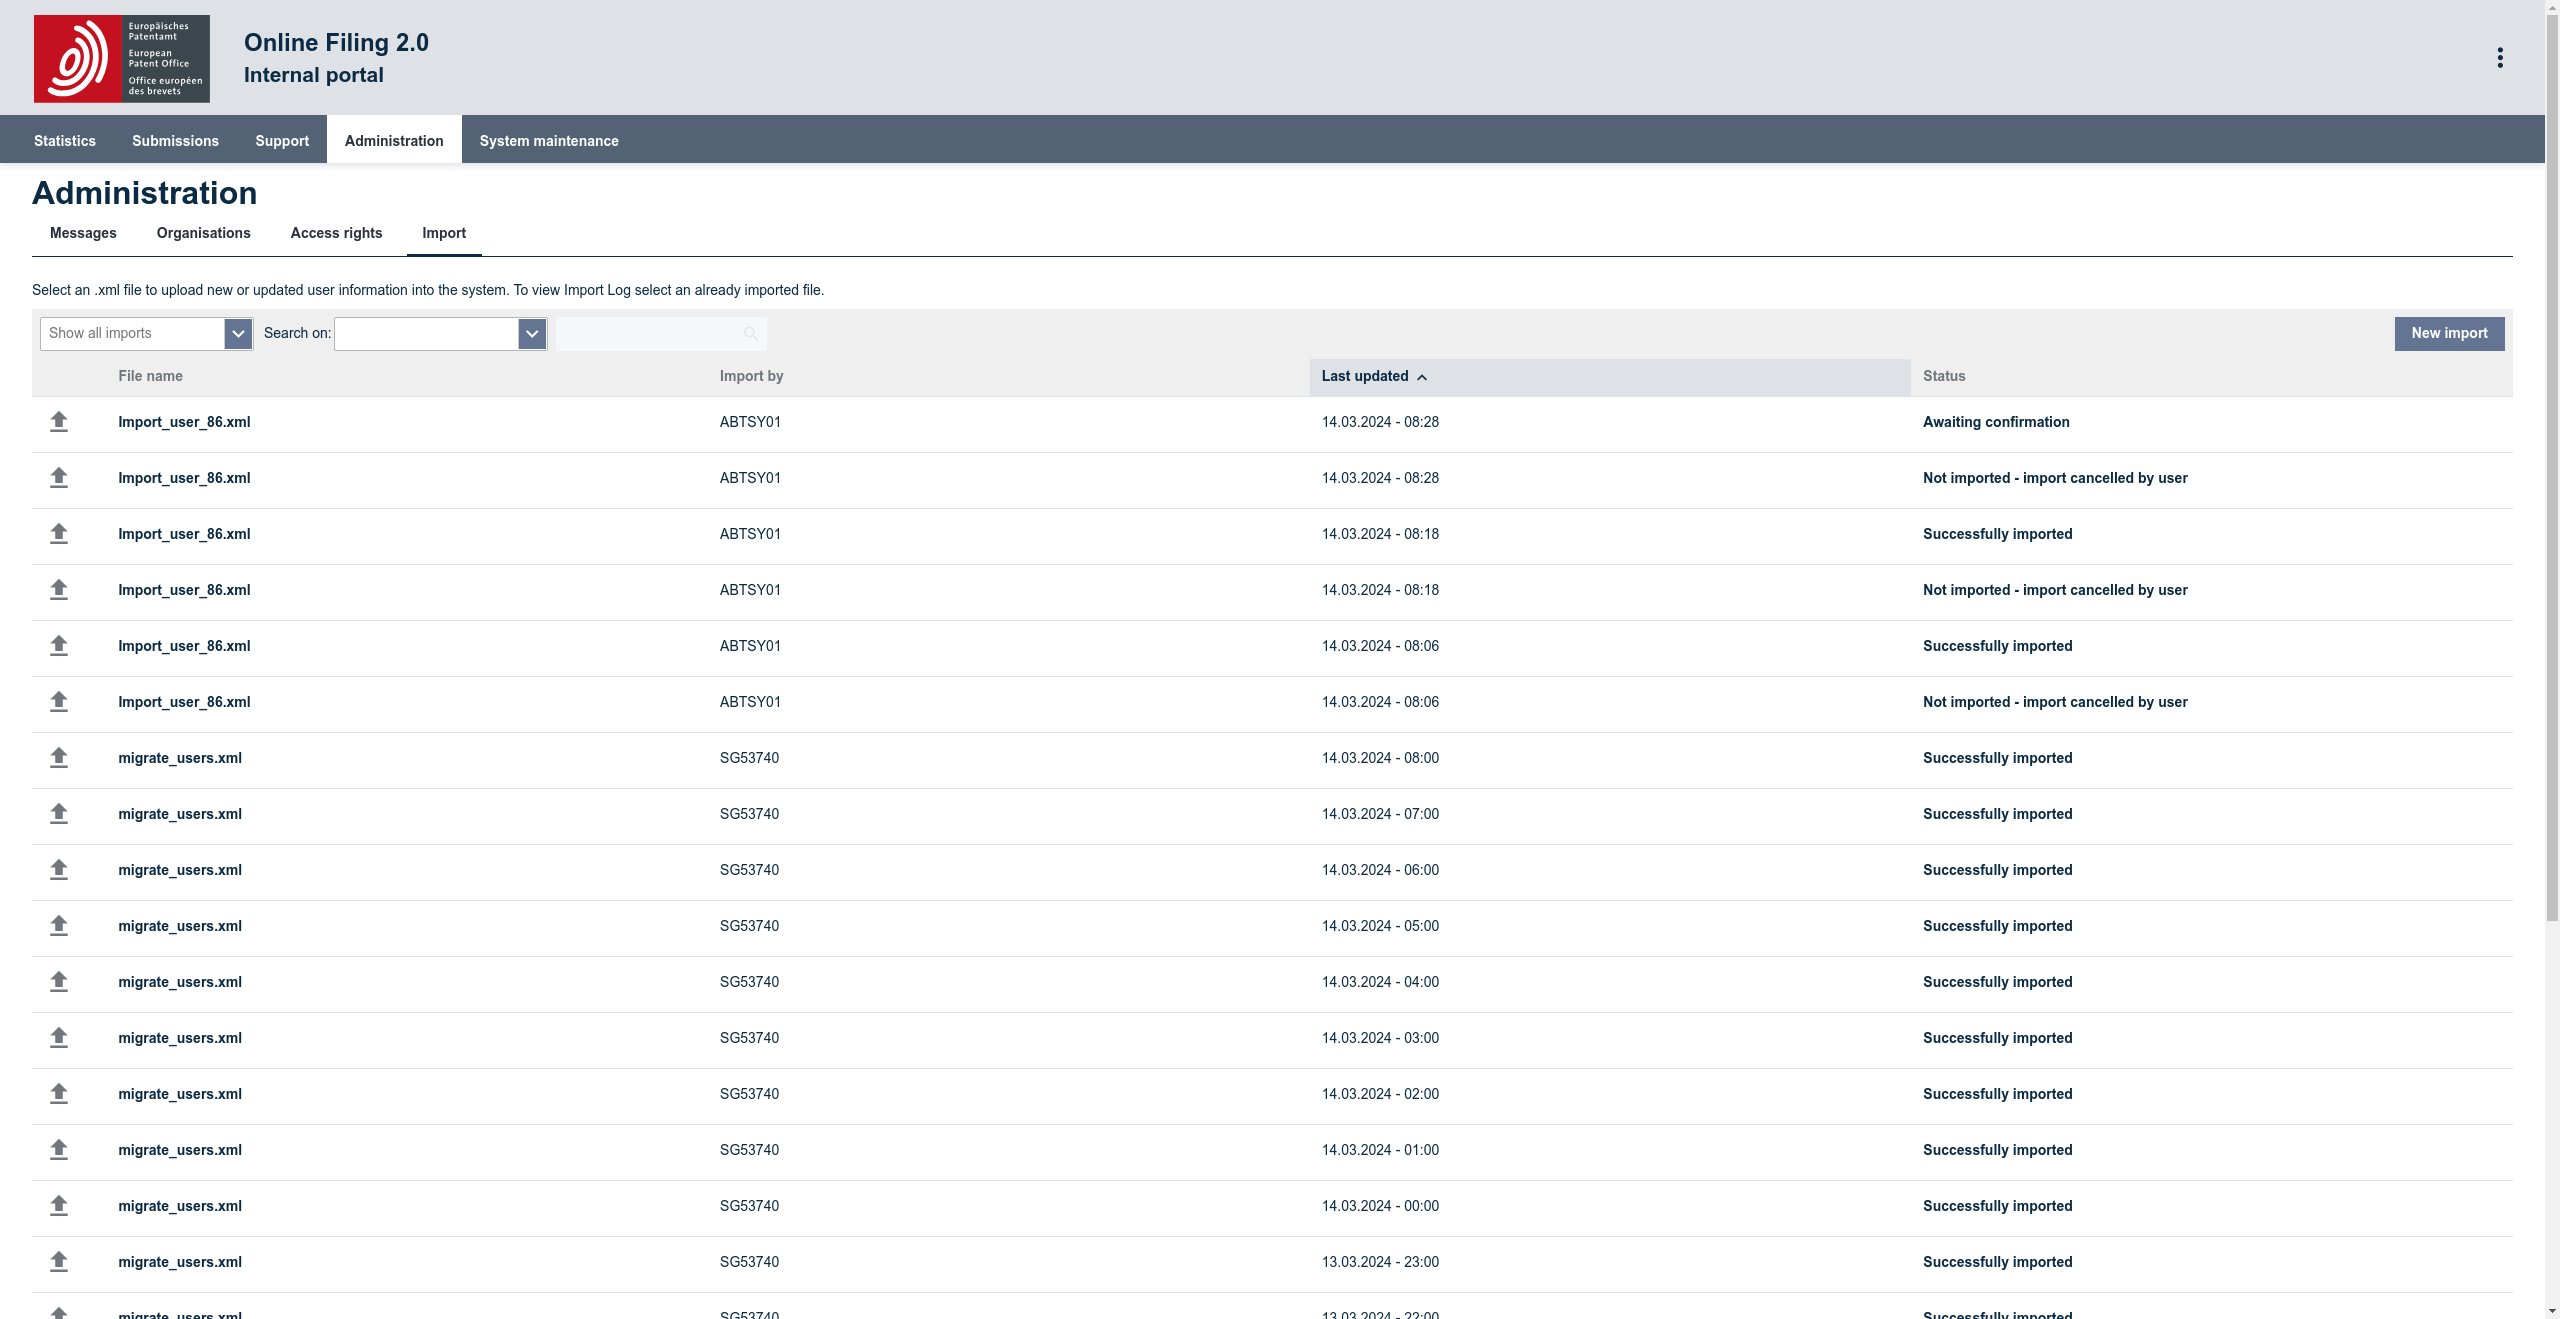 Europäisches
Patentamt
European
Patent Office
Office européen
des brevets
Online Filing 2.0
Internal portal
Statistics Submissions Support Administration System maintenance
Administration
Messages Organisations Access rights Import
Select an .xml file to upload new or updated user information into the system. To view Import Log select an already imported file.
Show all imports Search on: New import
File name Import by Last updated Status
Import_user_86.xml ABTSY01 14.03.2024 - 08:28 Awaiting confirmation
Import_user_86.xml ABTSY01 14.03.2024 - 08:28 Not imported - import cancelled by user
Import_user_86.xml ABTSY01 14.03.2024 - 08:18 Successfully imported
Import_user_86.xml ABTSY01 14.03.2024 - 08:18 Not imported - import cancelled by user
Import_user_86.xml ABTSY01 14.03.2024 - 08:06 Successfully imported
Import_user_86.xml ABTSY01 14.03.2024 - 08:06 Not imported - import cancelled by user
migrate_users.xml SG53740 14.03.2024 - 08:00 Successfully imported
migrate_users.xml SG53740 14.03.2024 - 07:00 Successfully imported
migrate_users.xml SG53740 14.03.2024 - 06:00 Successfully imported
migrate_users.xml SG53740 14.03.2024 - 05:00 Successfully imported
migrate_users.xml SG53740 14.03.2024 - 04:00 Successfully imported
migrate_users.xml SG53740 14.03.2024 - 03:00 Successfully imported
migrate_users.xml SG53740 14.03.2024 - 02:00 Successfully imported
migrate_users.xml SG53740 14.03.2024 - 01:00 Successfully imported
migrate_users.xml SG53740 14.03.2024 - 00:00 Successfully imported
migrate_users.xml SG53740 13.03.2024 - 23:00 Successfully imported
migrate_users.xml SG53740 13.03.2024 - 22:00 Successfully imported